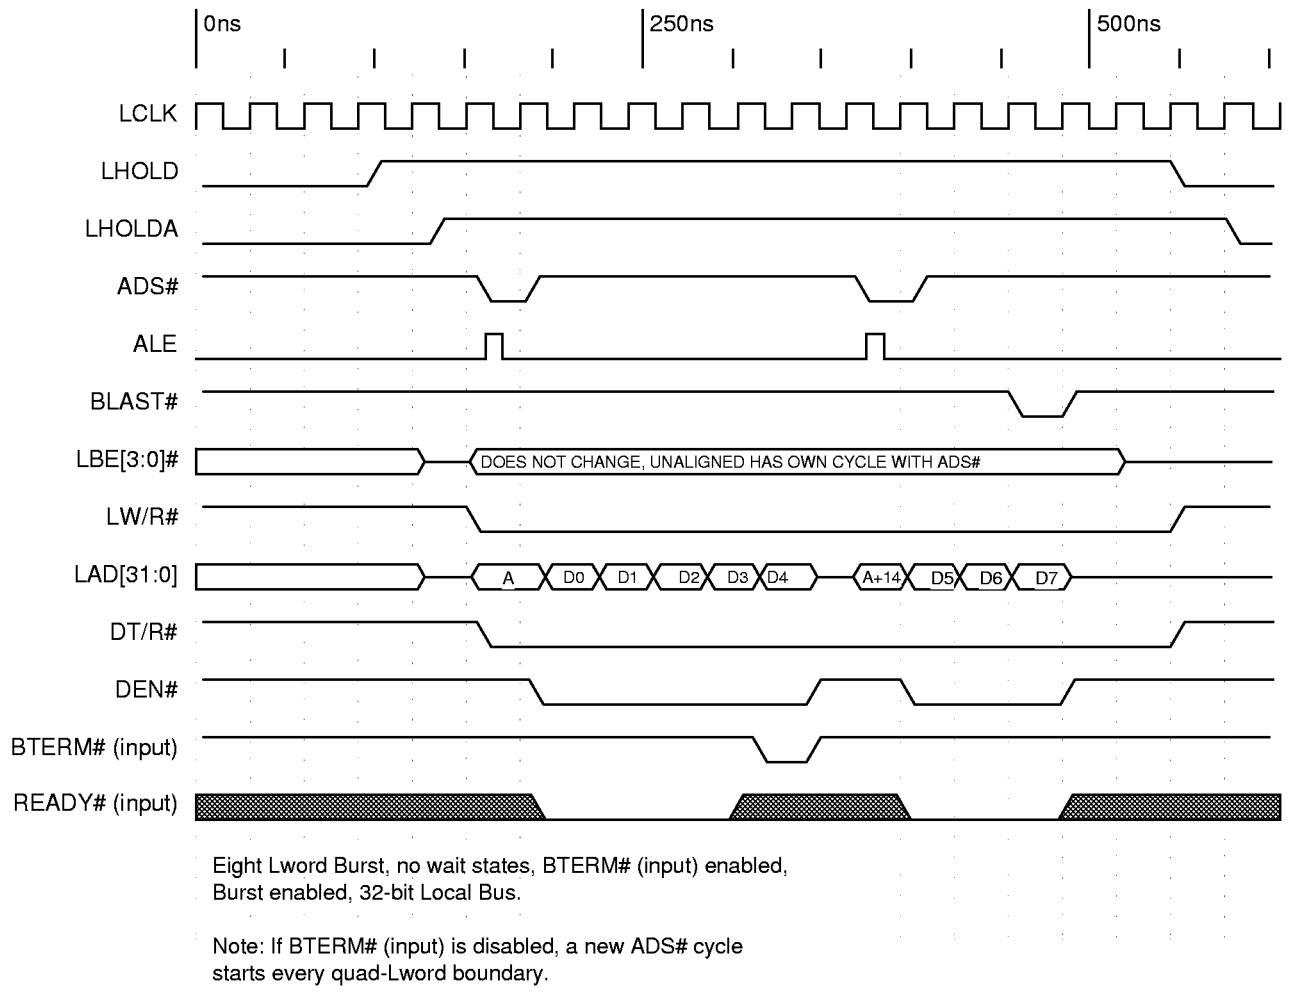 0ns 250ns 500ns
LCLK
LHOLD
LHOLDA
ADS#
ALE
BLAST#
LBE[3:0]# DOES NOT CHANGE, UNALIGNED HAS OWN CYCLE WITH ADS#
LW/R#
LAD[31:0] A D0 D1 D2 D3 D4 A+14 D5 D6 D7
DT/R#
DEN#
BTERM# (input)
READY# (input)
Eight Lword Burst, no wait states, BTERM# (input) enabled,
Burst enabled, 32-bit Local Bus.
Note: If BTERM# (input) is disabled, a new ADS# cycle
starts every quad-Lword boundary.